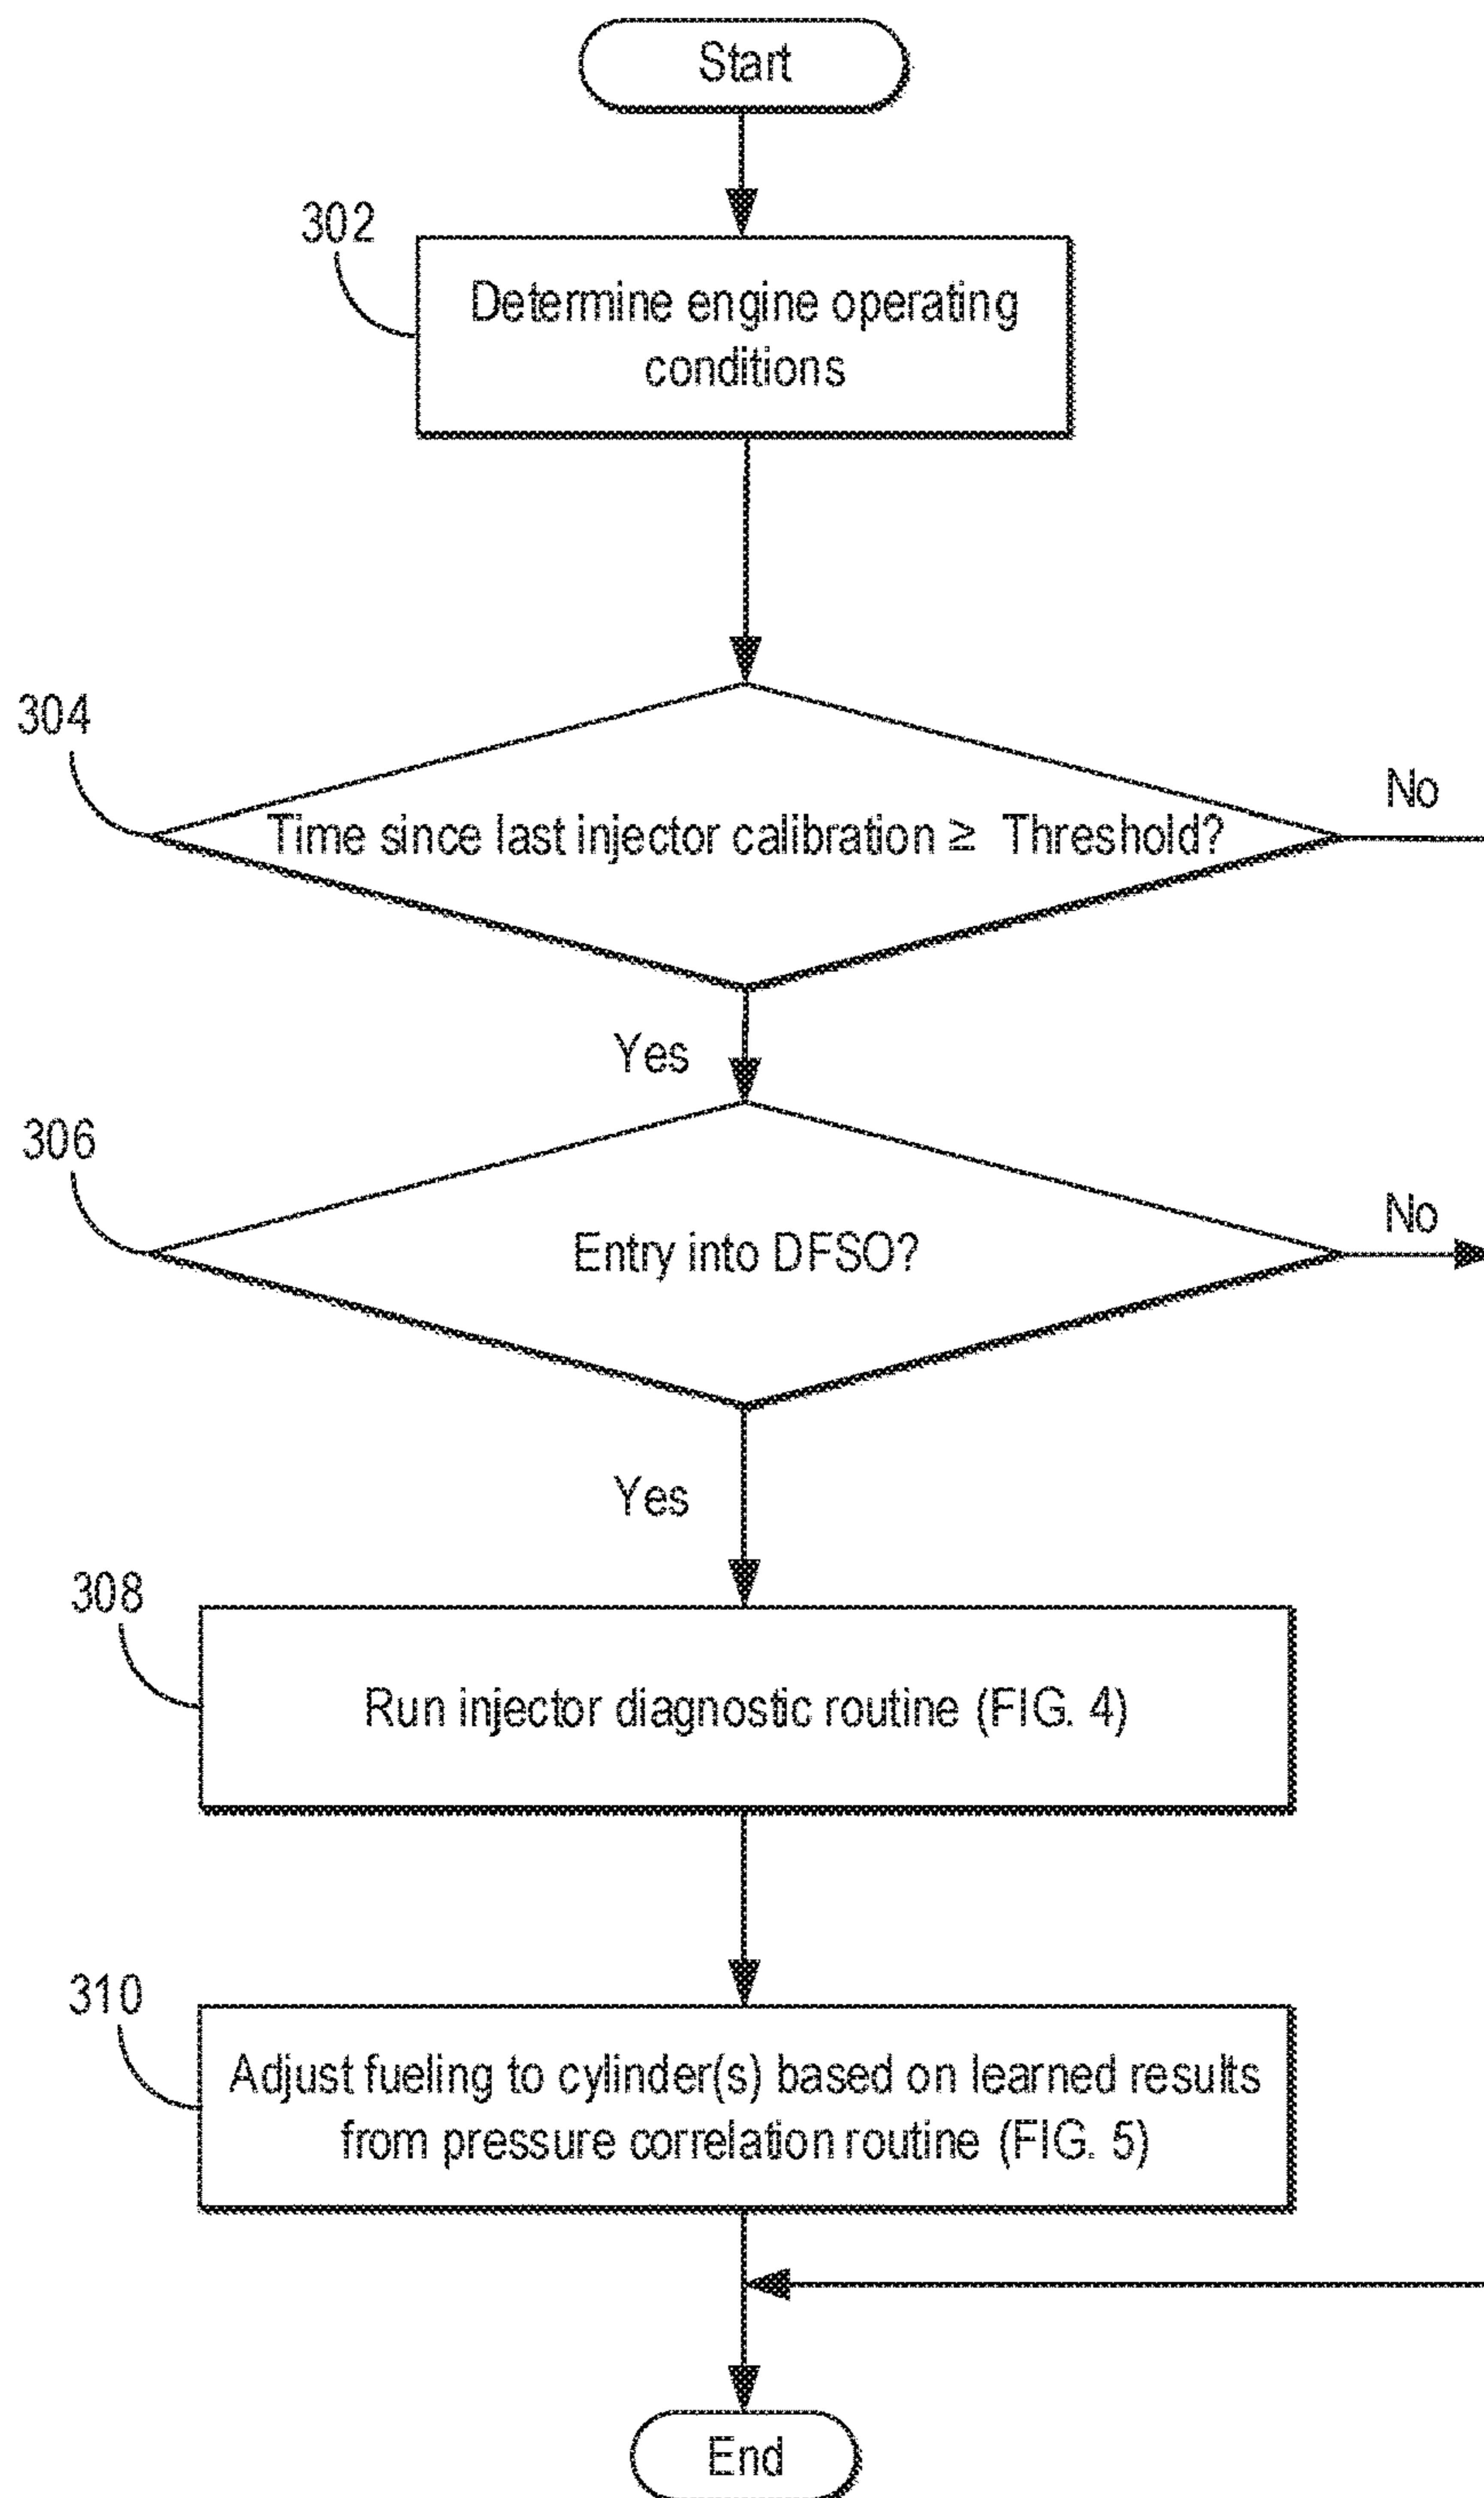 Start
302
Determine engine operating
conditions
304
No
Time since last injector calibration ≥ Threshold?
Yes
306
No
Entry into DFSO?
Yes
308
Run injector diagnostic routine (FIG. 4)
310
Adjust fueling to cylinder(s) based on learned results
from pressure correlation routine (FIG. 5)
End